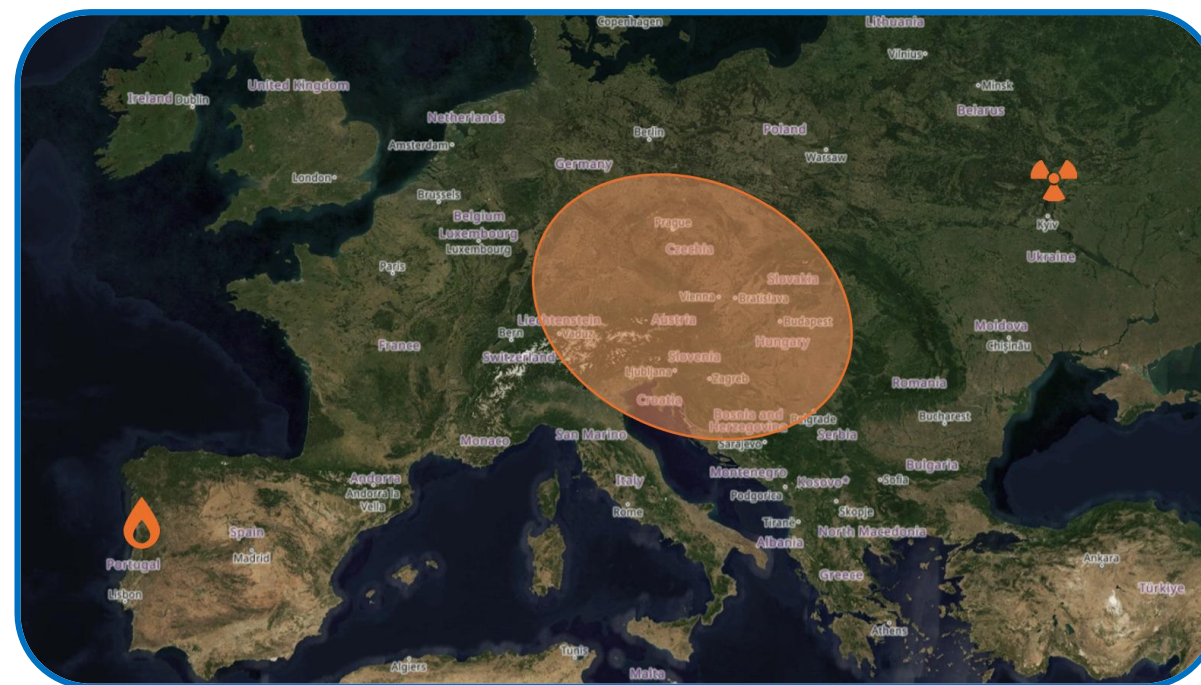 Copenhagen
Lithuania
Vilnius
Minsk
United Kingdom
Ireland
Dublin
Belarus
Netherlands
Poland
Berlin
Amsterdam
Warsaw
Germany
London
Brussels
Belgium
Prague
Kyiv
Luxembourg
Luxembourg
Czechia
Ukraine
Paris
Slovakia
Vienna
Bratislava
Liechtenstein
Austria
Budapest
Moldova
Bern
Vaduz
Hungary
France
Chișinău
Switzerland
Slovenia
Ljubljana
Zagreb
Romania
Croatia
Bosnia and
Herzegovina
Belgrade
Bucharest
Monaco
San Marino
Serbia
Sarajevo
Bulgaria
Andorra
Italy
Montenegro
Kosovo*
Sofia
Andorra la
Vella
Podgorica
Rome
Skopje
Tiranë
Spain
North Macedonia
Albania
Madrid
Ankara
Portugal
Greece
Türkiye
Lisbon
Athens
Tunis
Algiers
Malta